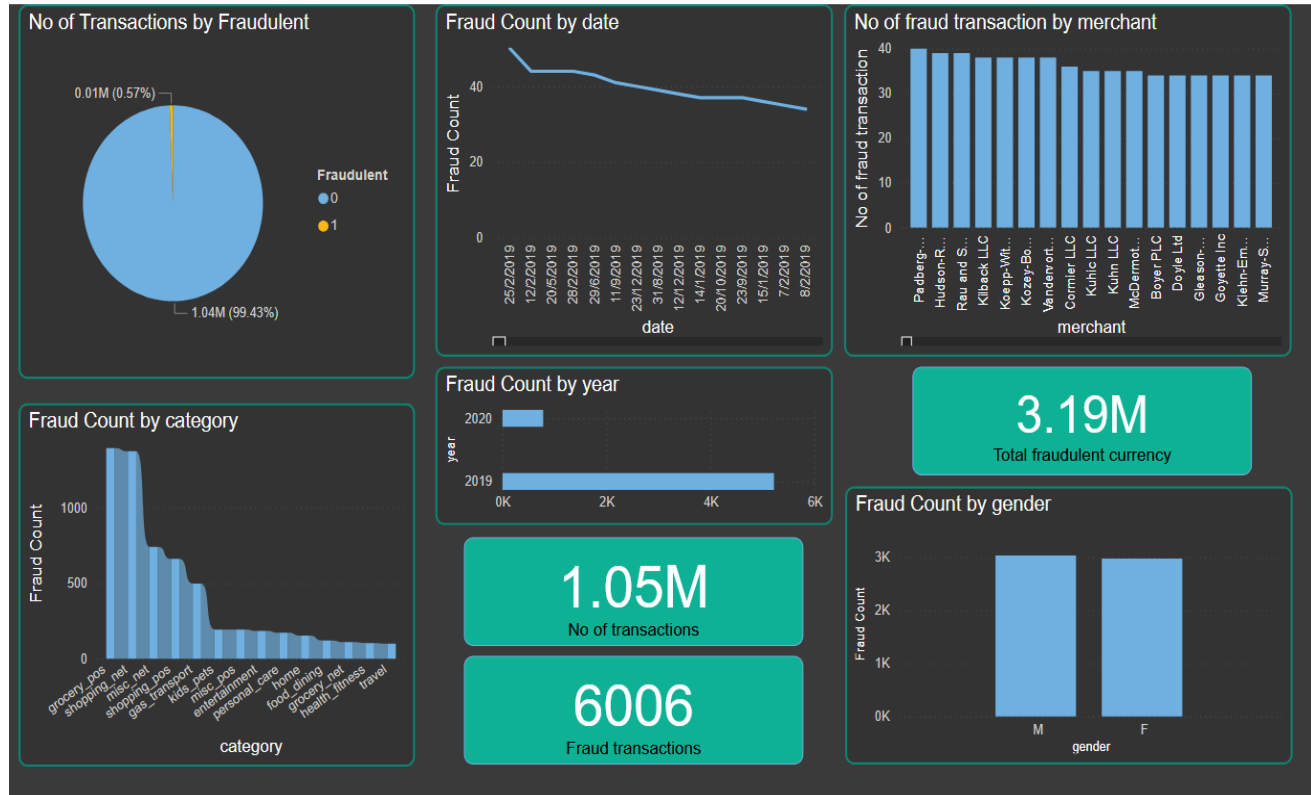 No of Transactions by Fraudulent
0.01M (0.57%)
1.04M (99.43%)
Fraudulent
0
1
Fraud Count by date
Fraud Count
40
20
0
25/2/2019
12/2/2019
20/5/2019
28/2/2019
29/6/2019
11/9/2019
23/12/2019
31/8/2019
12/12/2019
14/1/2019
20/10/2019
23/9/2019
15/1/2019
7/2/2019
8/2/2019
date
No of fraud transaction by merchant
No of fraud transaction
40
30
20
10
0
Padberg-...
Hudson-R...
Rau and S...
Kilback LLC
Koepp-Wit...
Kozey-Bo...
Vandervort...
Cormier LLC
Kuhic LLC
Kuhn LLC
McDermot...
Boyer PLC
Doyle Ltd
Gleason-...
Goyette Inc
Kiehn-Em...
Murray-S...
merchant
Fraud Count by category
Fraud Count
1000
500
0
grocery_pos
shopping_net
misc_net
shopping_pos
gas_transport
kids_pets
misc_pos
entertainment
personal_care
home
food_dining
grocery_net
health_fitness
travel
category
Fraud Count by year
year
2020
2019
0K
2K
4K
6K
1.05M
No of transactions
6006
Fraud transactions
3.19M
Total fraudulent currency
Fraud Count by gender
Fraud Count
3K
2K
1K
0K
M
F
gender